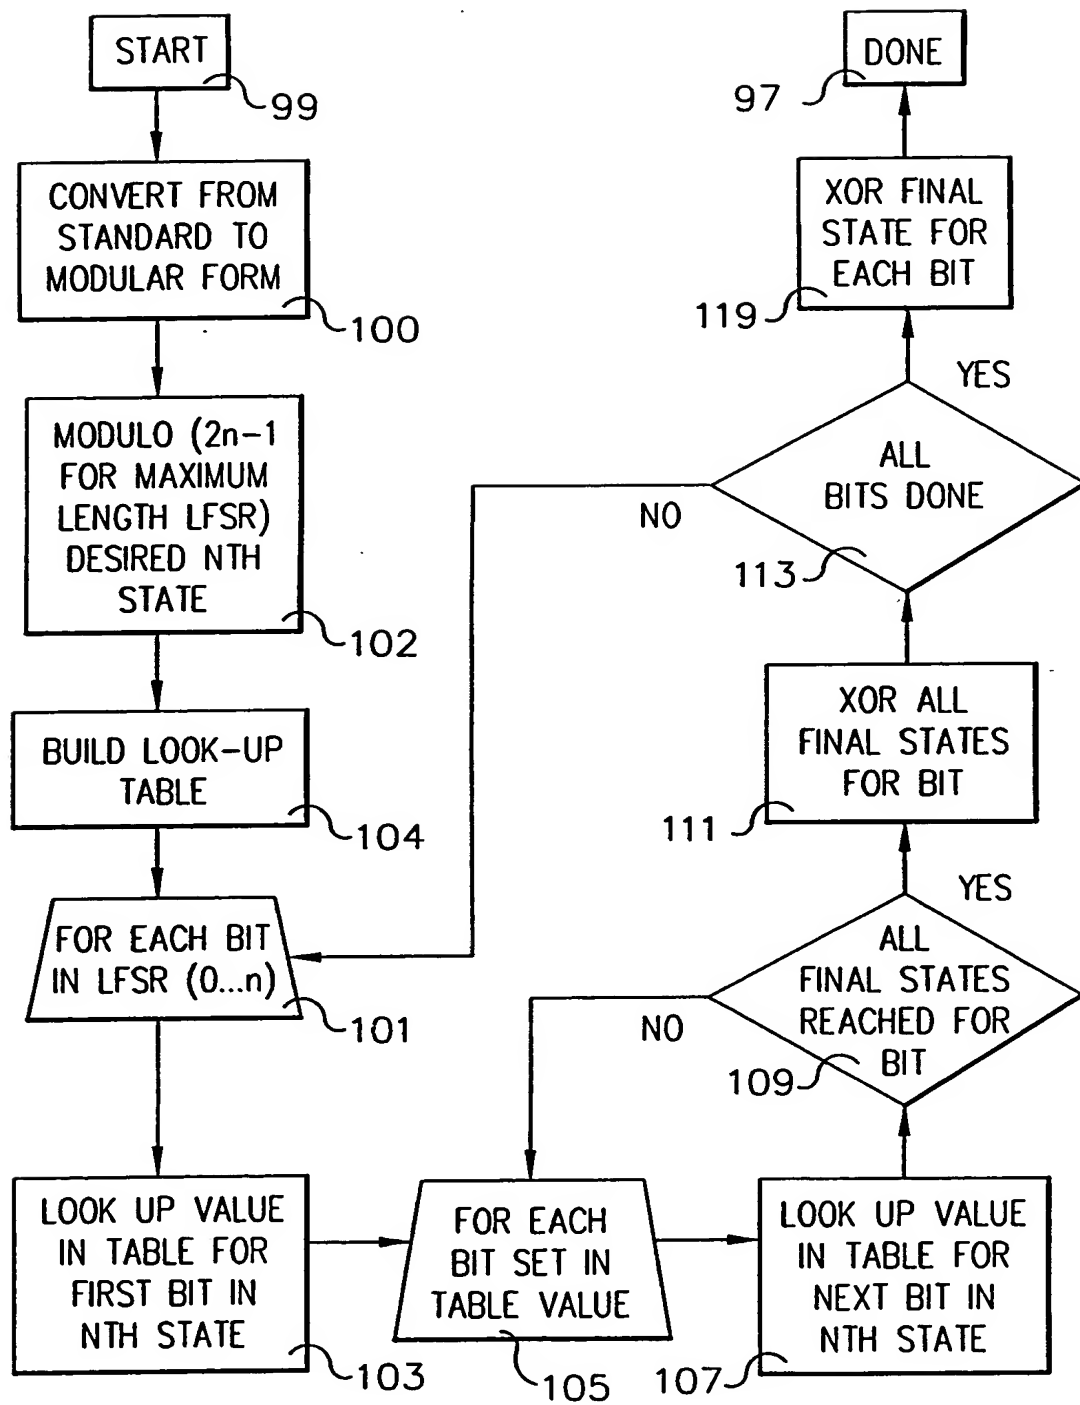 START
99
CONVERT FROM
STANDARD TO
MODULAR FORM
100
MODULO (2n-1
FOR MAXIMUM
LENGTH LFSR)
DESIRED NTH
STATE
102
BUILD LOOK-UP
TABLE
104
FOR EACH BIT
IN LFSR (0...n)
101
LOOK UP VALUE
IN TABLE FOR
FIRST BIT IN
NTH STATE
103
FOR EACH
BIT SET IN
TABLE VALUE
105
LOOK UP VALUE
IN TABLE FOR
NEXT BIT IN
NTH STATE
107
ALL
FINAL STATES
REACHED FOR
BIT
109
NO
YES
XOR ALL
FINAL STATES
FOR BIT
111
ALL
BITS DONE
113
NO
YES
XOR FINAL
STATE FOR
EACH BIT
119
DONE
97